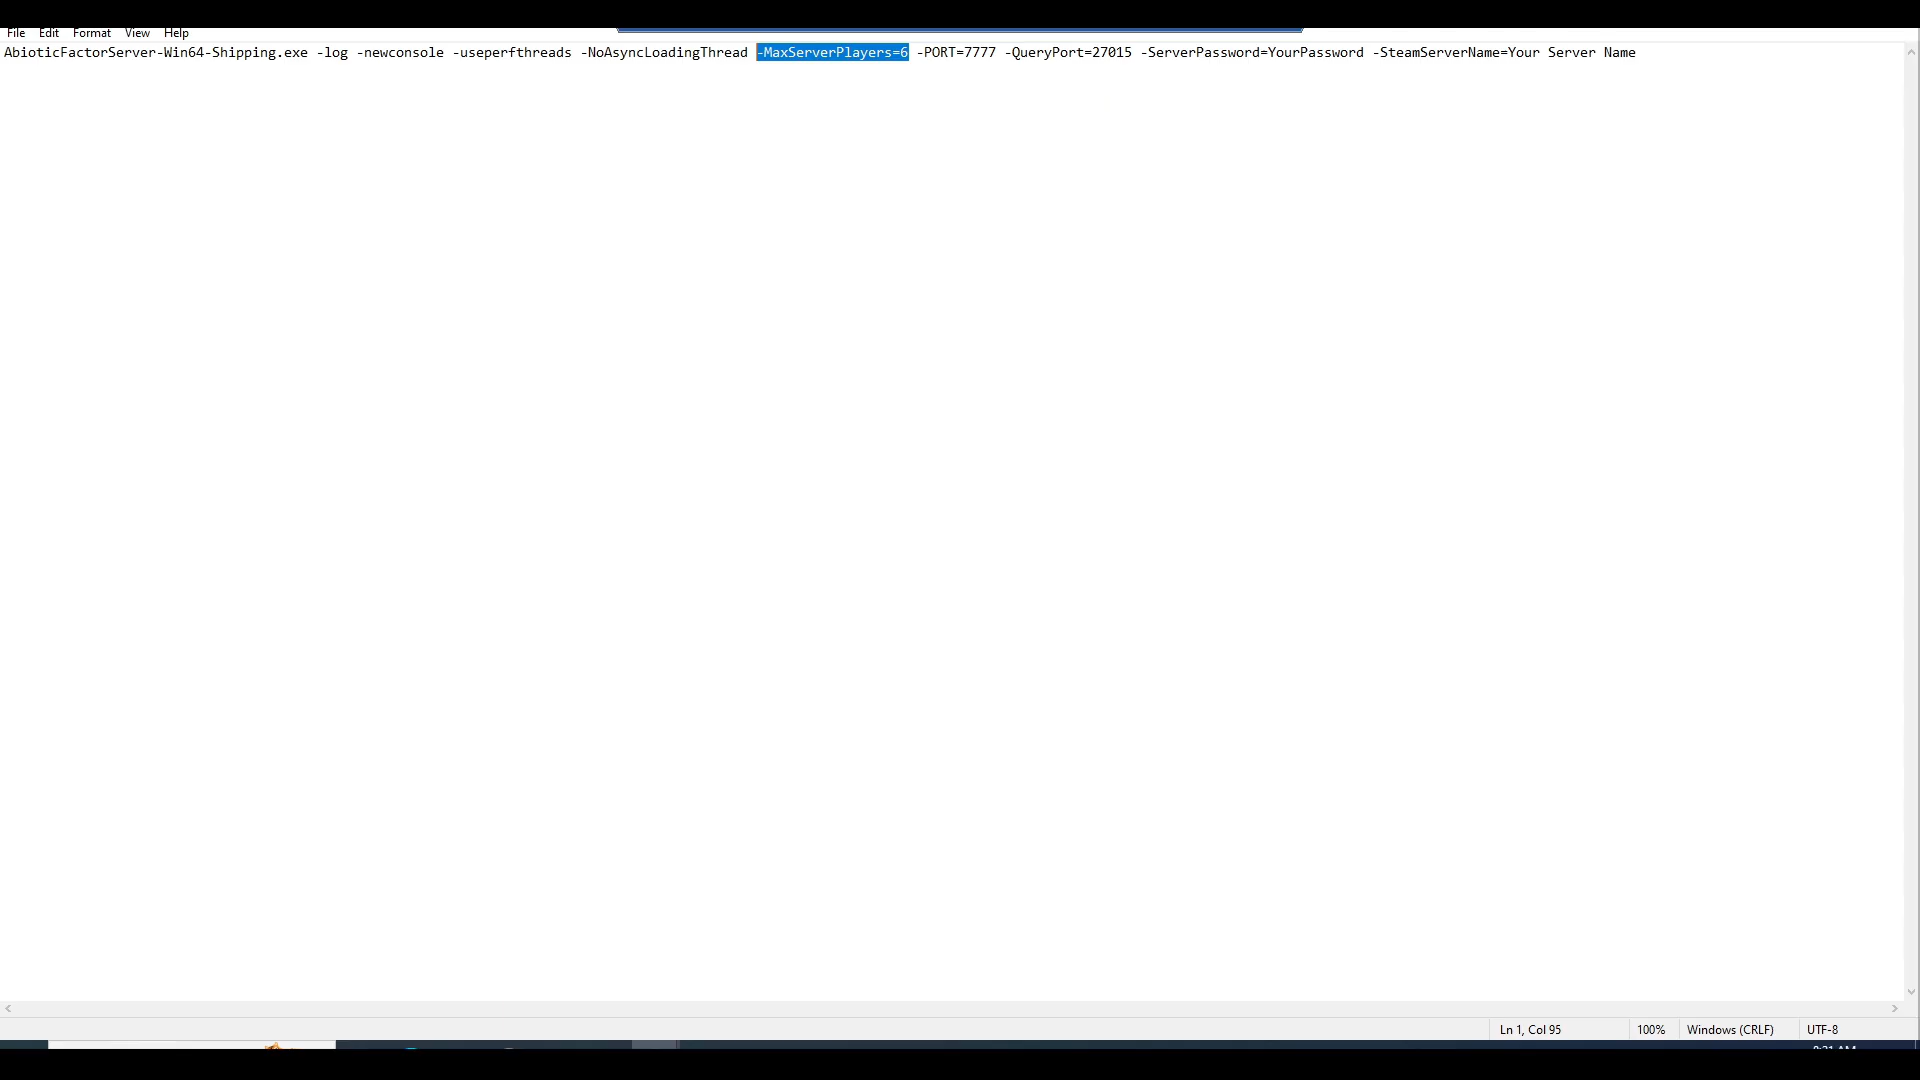 File Edit Format View Help
AbioticFactorServer-Win64-Shipping.exe -log -newconsole -useperfthreads -NoAsyncLoadingThread -MaxServerPlayers=6 -PORT=7777 -QueryPort=27015 -ServerPassword=YourPassword -SteamServerName=Your Server Name
Ln 1, Col 95 100% Windows (CRLF) UTF-8